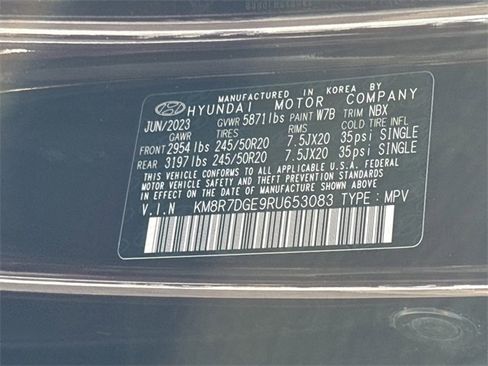 MANUFACTURED IN KOREA BY
HYUNDAI MOTOR COMPANY
JUN/2023 GVWR 5871 lbs PAINT W7B TRIM NBX
GAWR TIRES RIMS COLD TIRE INFL
FRONT 2954 lbs 245/50R20 7.5JX20 35psi SINGLE
REAR 3197 lbs 245/50R20 7.5JX20 35psi SINGLE
THIS VEHICLE CONFORMS TO ALL APPLICABLE U.S.A. FEDERAL
MOTOR VEHICLE SAFETY, BUMPER, AND THEFT PREVENTION
STANDARDS IN EFFECT ON THE DATE OF MANUFACTURE SHOWN ABOVE.
V.I.N KM8R7DGE9RU653083 TYPE : MPV